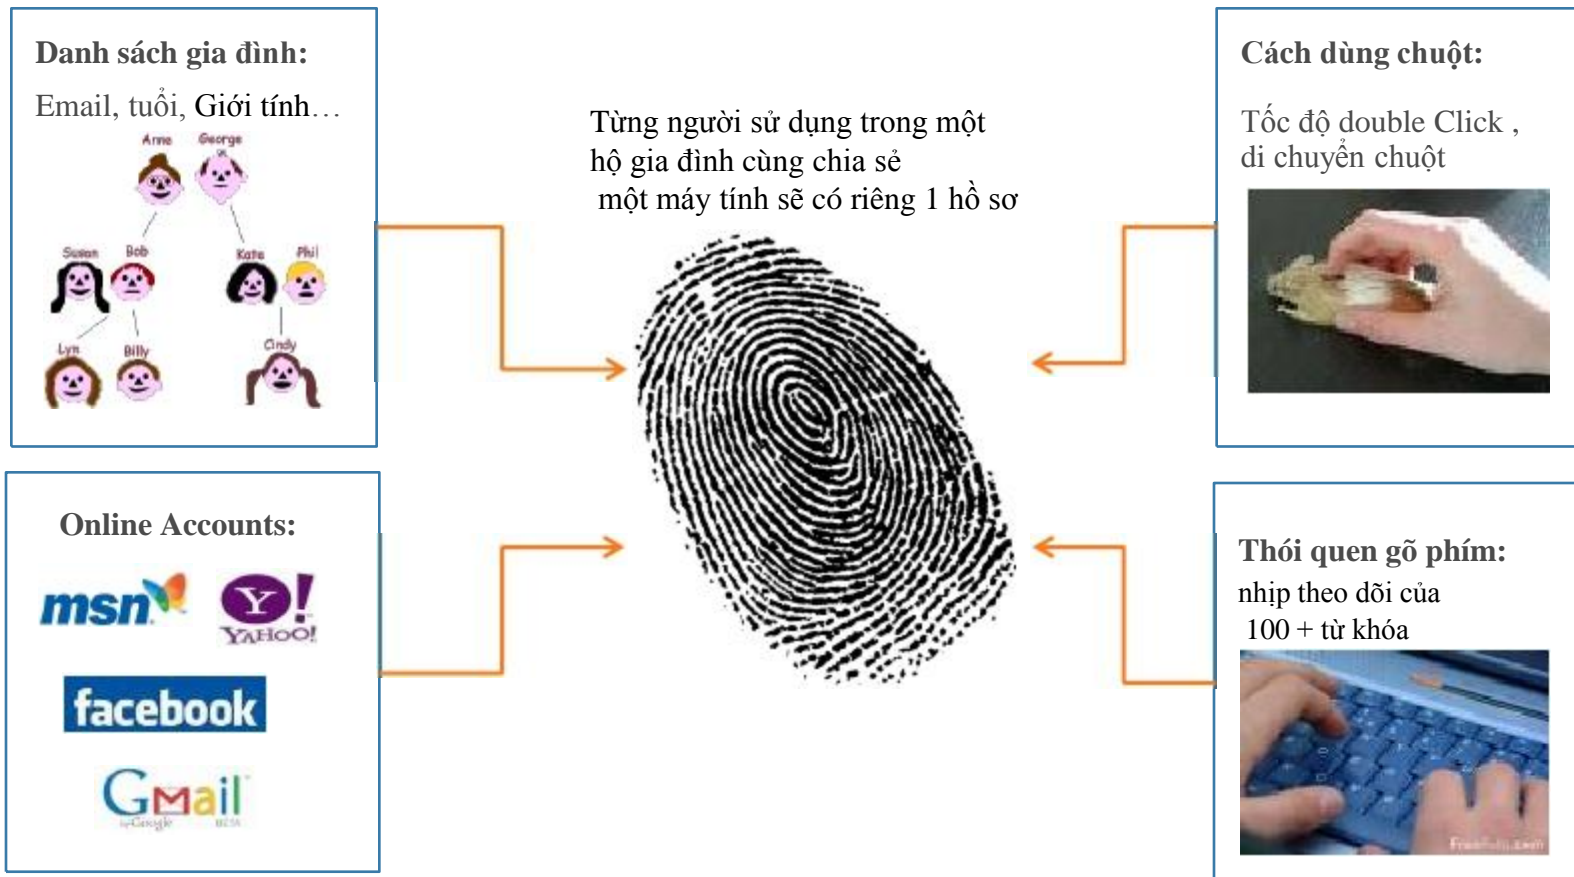 Danh sách gia đình:
Email, tuổi, Giới tính…
Anne George
Susan Bob Kate Phil
Lyn Billy Cindy
Từng người sử dụng trong một
hộ gia đình cùng chia sẻ
một máy tính sẽ có riêng 1 hồ sơ
Cách dùng chuột:
Tốc độ double Click ,
di chuyển chuột
Online Accounts:
msn
Y!
YAHOO!
facebook
Gmail
by Google BETA
Thói quen gõ phím:
nhịp theo dõi của
100 + từ khóa